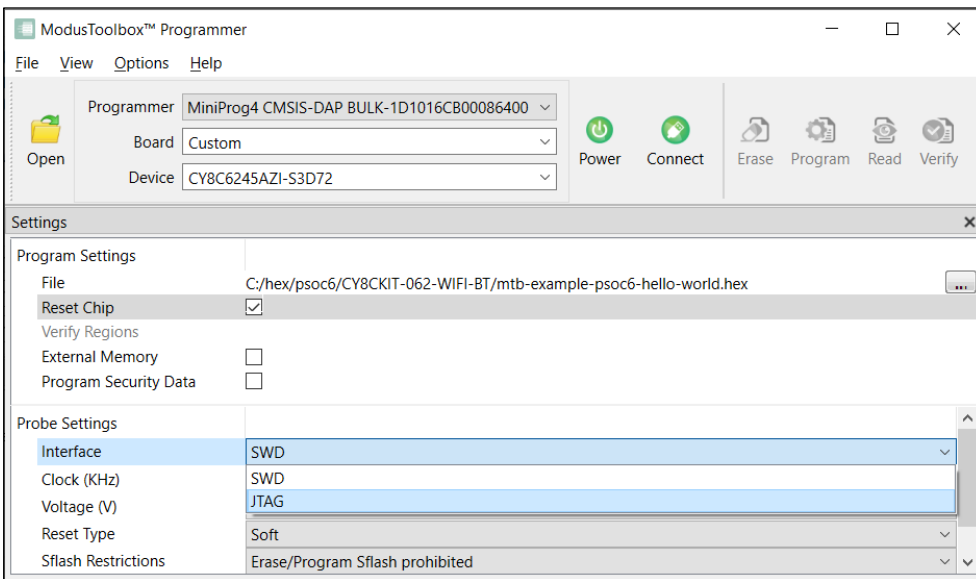 ModusToolbox™ Programmer
File View Options Help
Programmer MiniProg4 CMSIS-DAP BULK-1D1016CB00086400
Board Custom
Device CY8C6245AZI-S3D72
Open Power Connect Erase Program Read Verify
Settings
Program Settings
File C:/hex/psoc6/CY8CKIT-062-WIFI-BT/mtb-example-psoc6-hello-world.hex ...
Reset Chip
Verify Regions
External Memory
Program Security Data
Probe Settings
Interface SWD
Clock (KHz) SWD
Voltage (V) JTAG
Reset Type Soft
Sflash Restrictions Erase/Program Sflash prohibited